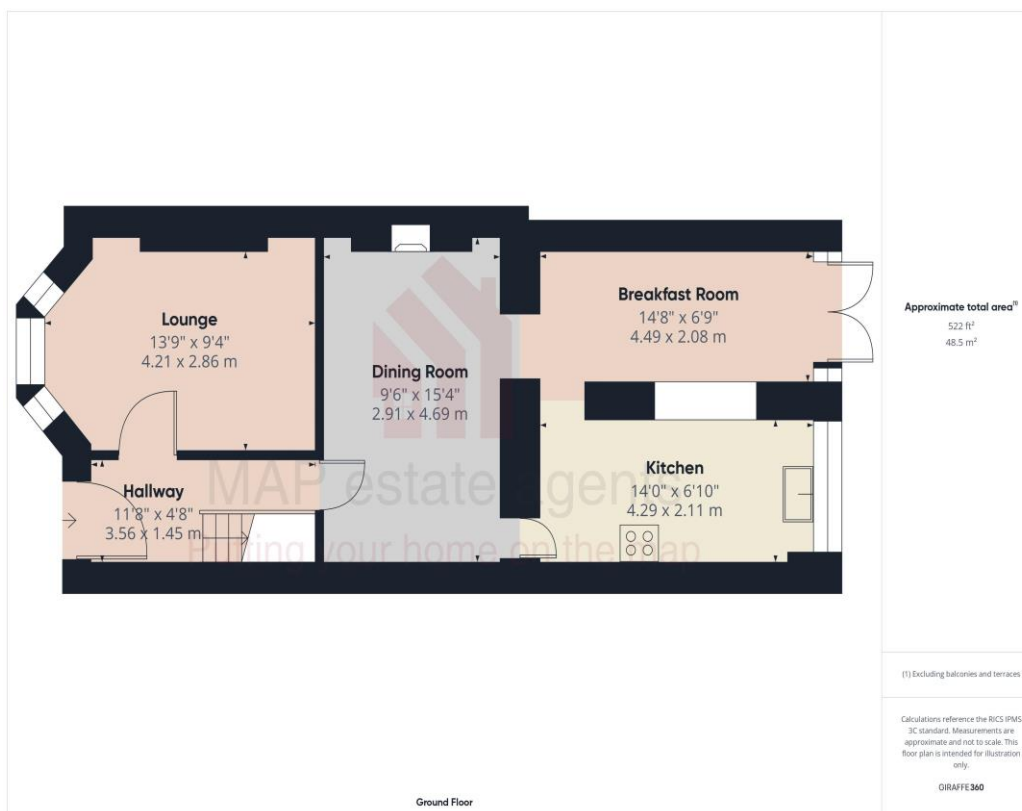 Lounge
13'9" x 9'4"
4.21 x 2.86 m
Breakfast Room
14'8" x 6'9"
4.49 x 2.08 m
Dining Room
9'6" x 15'4"
2.91 x 4.69 m
Hallway
11'8" x 4'8"
3.56 x 1.45 m
Kitchen
14'0" x 6'10"
4.29 x 2.11 m
MAP estate agents
Putting your home on the map
Ground Floor
Approximate total area⁽¹⁾
522 ft²
48.5 m²
(1) Excluding balconies and terraces
Calculations reference the RICS IPMS
3C standard. Measurements are
approximate and not to scale. This
floor plan is intended for illustration
only.
GIRAFFE360